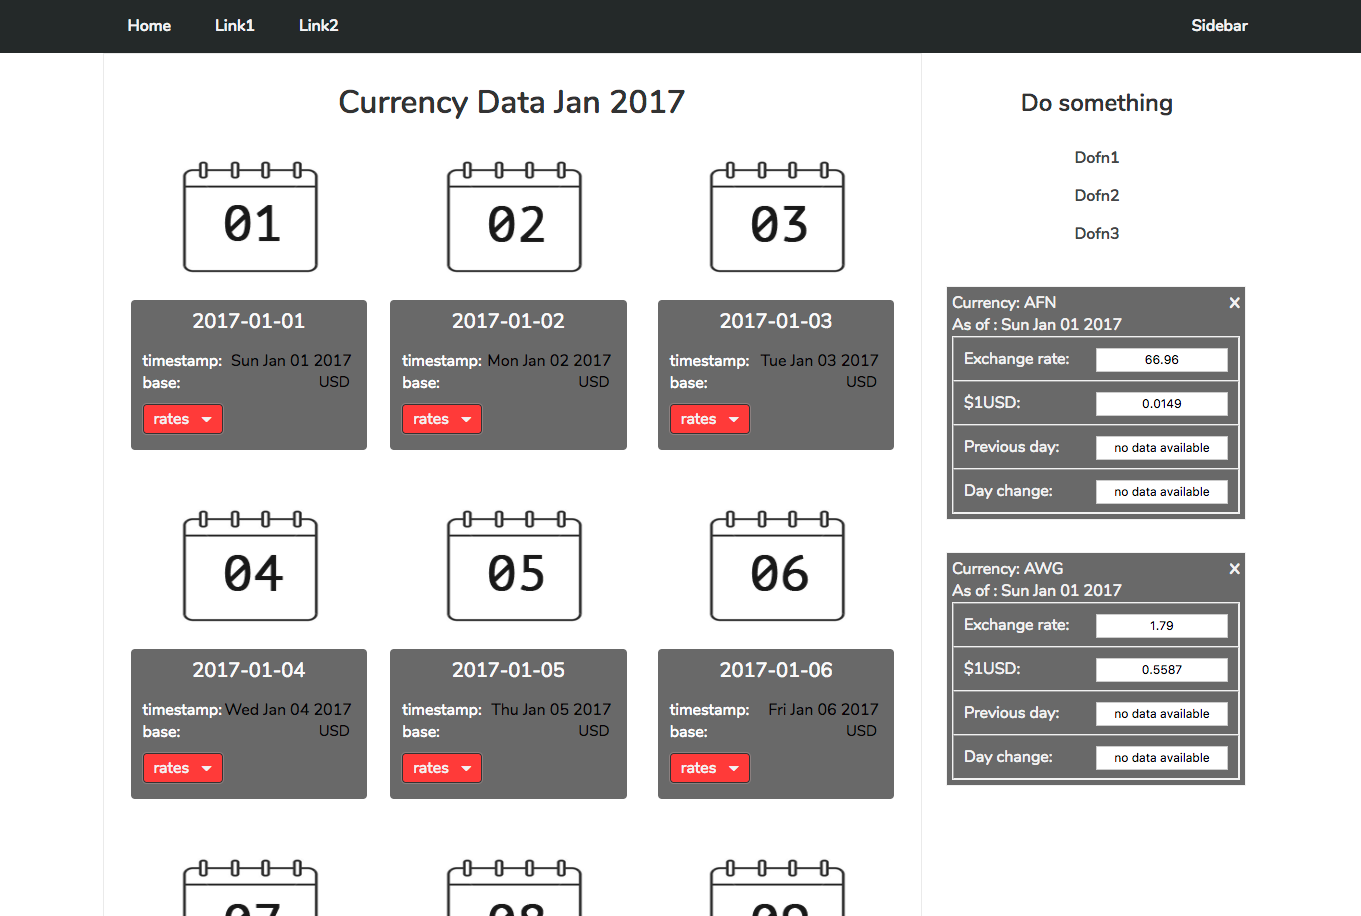 Home Link1 Link2 Sidebar
Currency Data Jan 2017
01 02 03
2017-01-01
timestamp: Sun Jan 01 2017
base: USD
rates
2017-01-02
timestamp: Mon Jan 02 2017
base: USD
rates
2017-01-03
timestamp: Tue Jan 03 2017
base: USD
rates
04 05 06
2017-01-04
timestamp: Wed Jan 04 2017
base: USD
rates
2017-01-05
timestamp: Thu Jan 05 2017
base: USD
rates
2017-01-06
timestamp: Fri Jan 06 2017
base: USD
rates
07 08 09
Do something
Dofn1
Dofn2
Dofn3
Currency: AFN x
As of : Sun Jan 01 2017
Exchange rate: 66.96
$1USD: 0.0149
Previous day: no data available
Day change: no data available
Currency: AWG x
As of : Sun Jan 01 2017
Exchange rate: 1.79
$1USD: 0.5587
Previous day: no data available
Day change: no data available